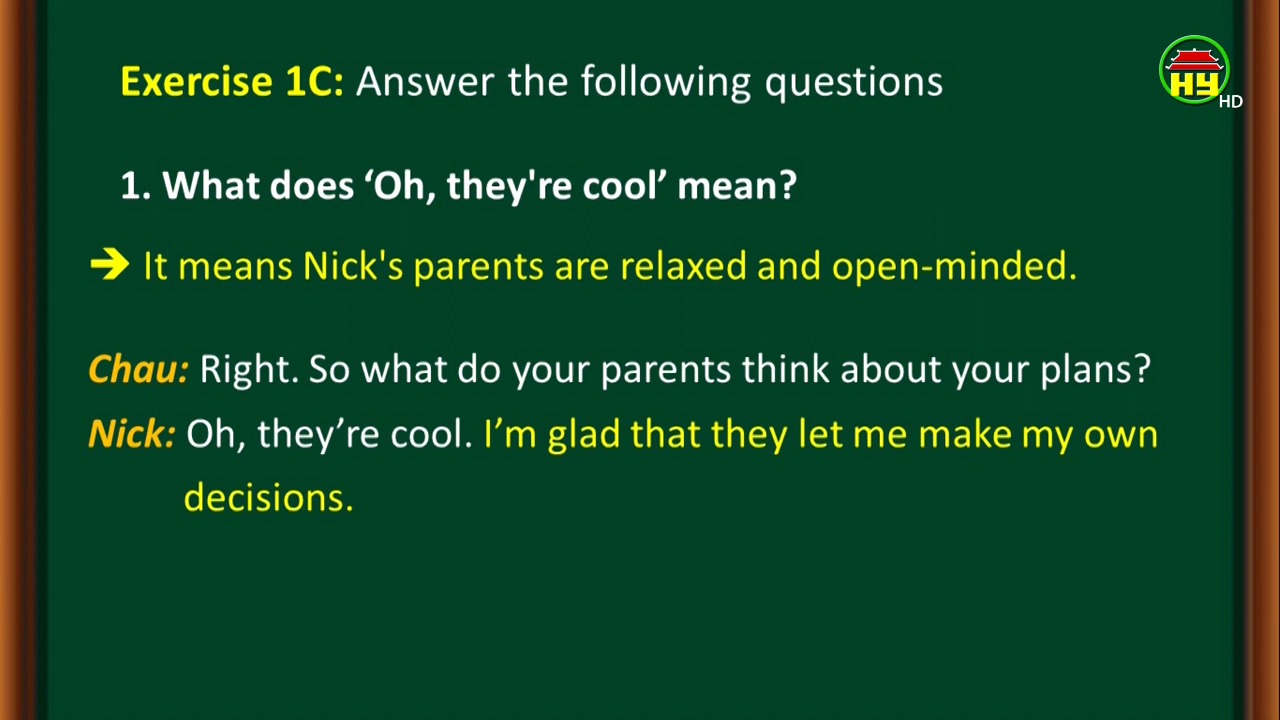 Exercise 1C: Answer the following questions
HY
HD
1. What does ‘Oh, they're cool’ mean?
➔ It means Nick's parents are relaxed and open-minded.
Chau: Right. So what do your parents think about your plans?
Nick: Oh, they’re cool. I’m glad that they let me make my own
decisions.